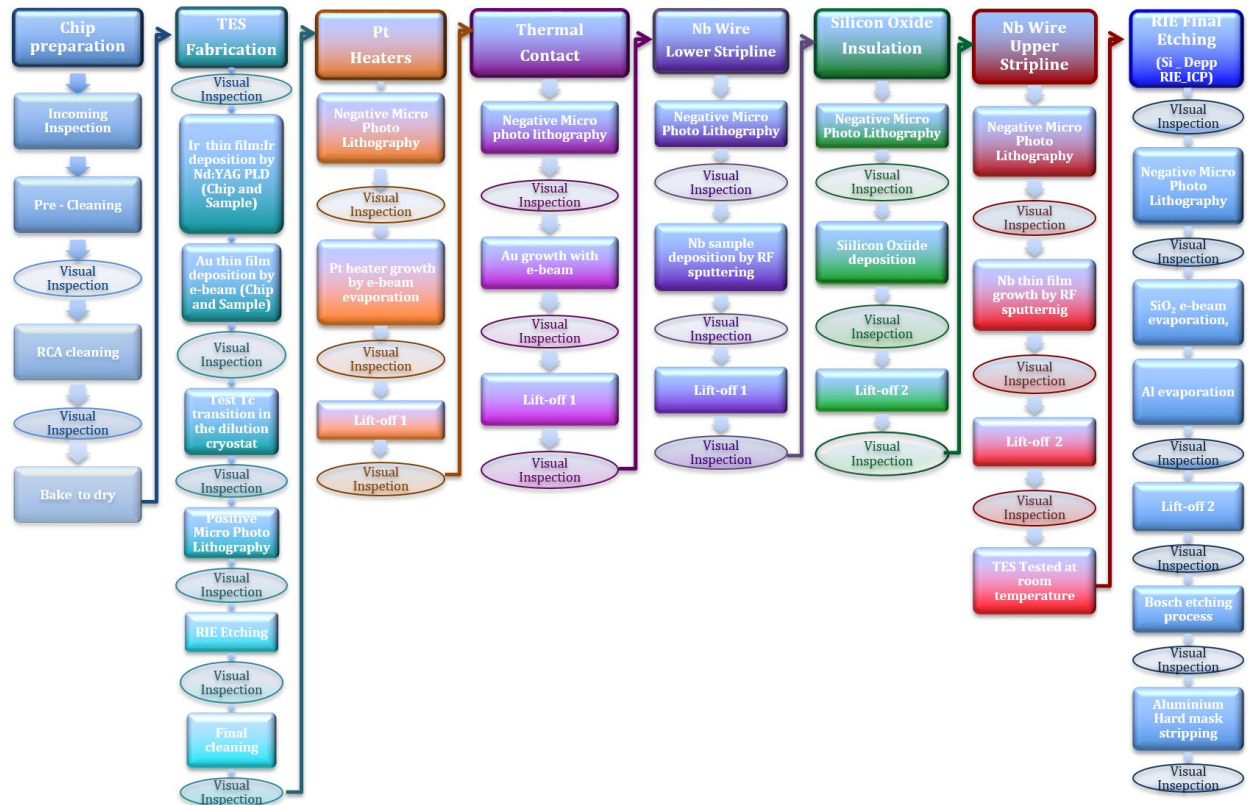 Chip
preparation
Incoming
Inspection
Pre - Cleaning
Visual
Inspection
RCA cleaning
Visual
Inspection
Bake to dry
TES
Fabrication
Visual
Inspection
Ir thin film:Ir
deposition by
Nd:YAG PLD
(Chip and
Sample)
Au thin film
deposition by
e-beam (Chip
and Sample)
Visual
Inspection
Test Tc
transition in
the dilution
cryostat
Visual
Inspection
Positive
Micro Photo
Lithography
Visual
Inspection
RIE Etching
Visual
Inspection
Final
cleaning
Visual
Inspection
Pt
Heaters
Negative Micro
Photo
Lithography
Visual
Inspection
Pt heater growth
by e-beam
evaporation
Visual
Inspection
Lift-off 1
Visual
Inspetion
Thermal
Contact
Negative Micro
photo lithography
Visual
Inspection
Au growth with
e-beam
Visual
Inspection
Lift-off 1
Visual
Inspection
Nb Wire
Lower Stripline
Negative Micro
Photo Lithography
Visual
Inspection
Nb sample
deposition by RF
sputtering
Visual
Inspection
Lift-off 1
Visual
Inspection
Silicon Oxide
Insulation
Negative Micro
Photo Lithography
Visual
Inspection
Siilicon Oxiide
deposition
Visual
Inspection
Lift-off 2
Visual
Inspection
Nb Wire
Upper
Stripline
Negative Micro
Photo
Lithography
Visual
Inspection
Nb thin film
growth by RF
sputternig
Visual
Inspection
Lift-off 2
Visual
Inspection
TES Tested at
room
temperature
RIE Final
Etching
(Si _ Depp
RIE_ICP)
VIsual
Inspection
Negative Micro
Photo
Lithography
Visual
Inspection
SiO₂ e-beam
evaporation,
Al evaporation
Visual
Inspection
Lift-off 2
Visual
Inspection
Bosch etching
process
Visual
Inspection
Aluminium
Hard mask
stripping
Visual
Inspection